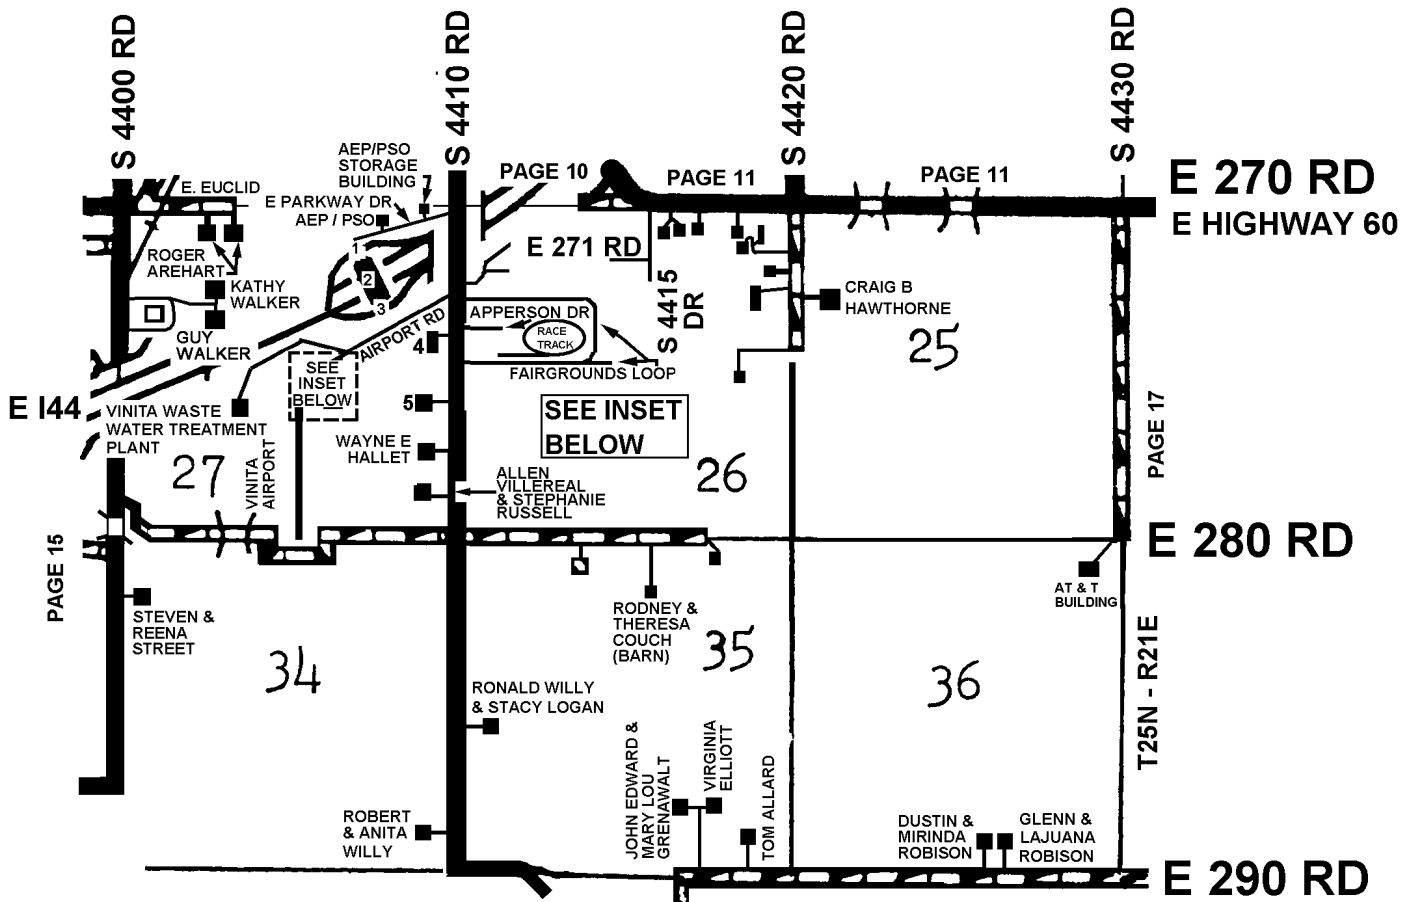 S 4400 RD
S 4410 RD
S 4420 RD
S 4430 RD
AEP/PSO
STORAGE
BUILDING
PAGE 10
PAGE 11
PAGE 11
E 270 RD
E HIGHWAY 60
E. EUCLID
E PARKWAY DR
AEP / PSO
ROGER
AREHART
KATHY
WALKER
GUY
WALKER
1
2
3
E 271 RD
S 4415
DR
CRAIG B
HAWTHORNE
25
APPERSON DR
RACE
TRACK
FAIRGROUNDS LOOP
AIRPORT RD
4
SEE
INSET
BELOW
5
SEE INSET
BELOW
E I44
VINITA WASTE
WATER TREATMENT
PLANT
WAYNE E
HALLET
VINITA
AIRPORT
27
ALLEN
VILLEREAL
& STEPHANIE
RUSSELL
26
PAGE 17
E 280 RD
PAGE 15
STEVEN &
REENA
STREET
RODNEY &
THERESA
COUCH
(BARN)
AT & T
BUILDING
34
35
36
T25N - R21E
RONALD WILLY
& STACY LOGAN
JOHN EDWARD &
MARY LOU
GRENAWALT
VIRGINIA
ELLIOTT
TOM ALLARD
ROBERT
& ANITA
WILLY
DUSTIN &
MIRINDA
ROBISON
GLENN &
LAJUANA
ROBISON
E 290 RD